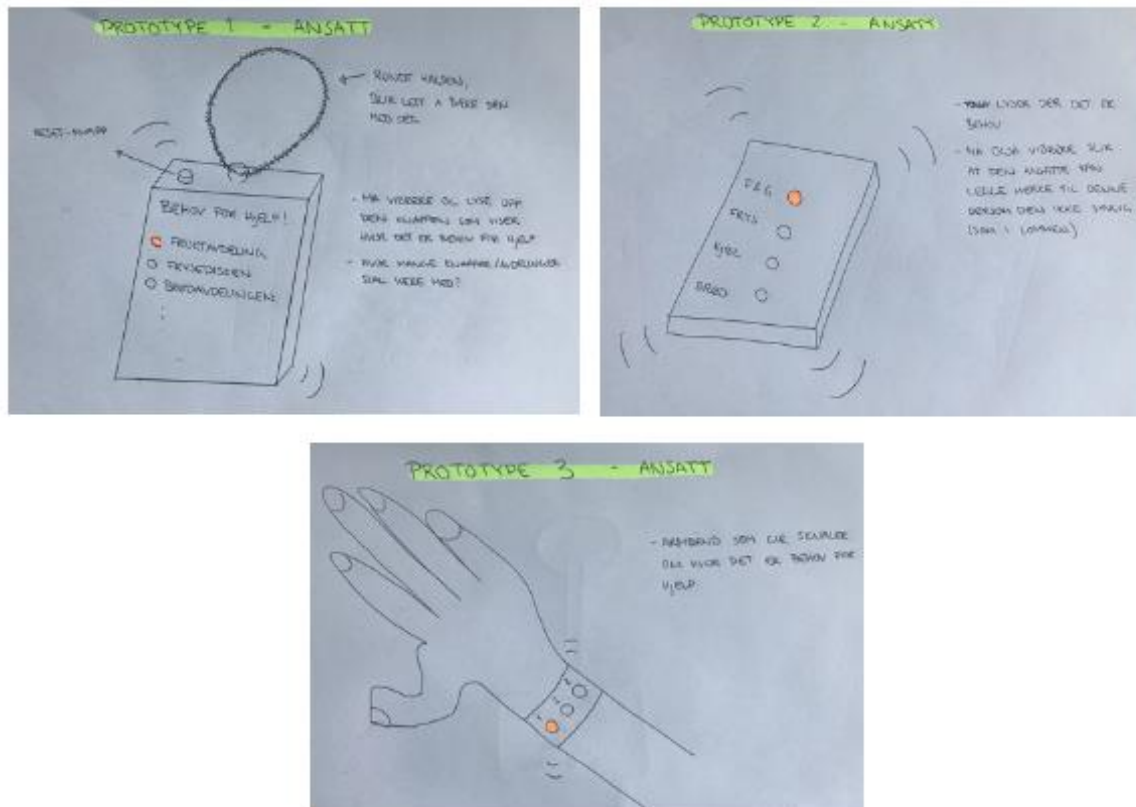 PROTOTYPE 1 - ANSATT
RUNDT HALSEN,
SLIK LETT Å BÆRE DEN
MED SEG
RESET-KNAPP
BEHOV FOR HJELP!
FRUKTAVDELING
FRYSEDISKEN
BRØDAVDELINGEN
- MÅ VIBRERE OG LYSE OPP
DEN KNAPPEN SOM VISER
HVOR DET ER BEHOV FOR HJELP
- HVOR MANGE KNAPPER/AVDELINGER
SKAL VÆRE MED?
PROTOTYPE 2 - ANSATT
- LYSER DER DET ER
BEHOV
- MÅ OGSÅ VIBRERE SLIK
AT DEN ANSATTE KAN
LEGGE MERKE TIL DENNE
DERSOM DEN IKKE SYNLIG
(SOM I LOMMEN)
F&G
FRYS
KJØL
BRØD
PROTOTYPE 3 - ANSATT
- ARMBÅND SOM GIR SIGNALER
OM HVOR DET ER BEHOV FOR
HJELP